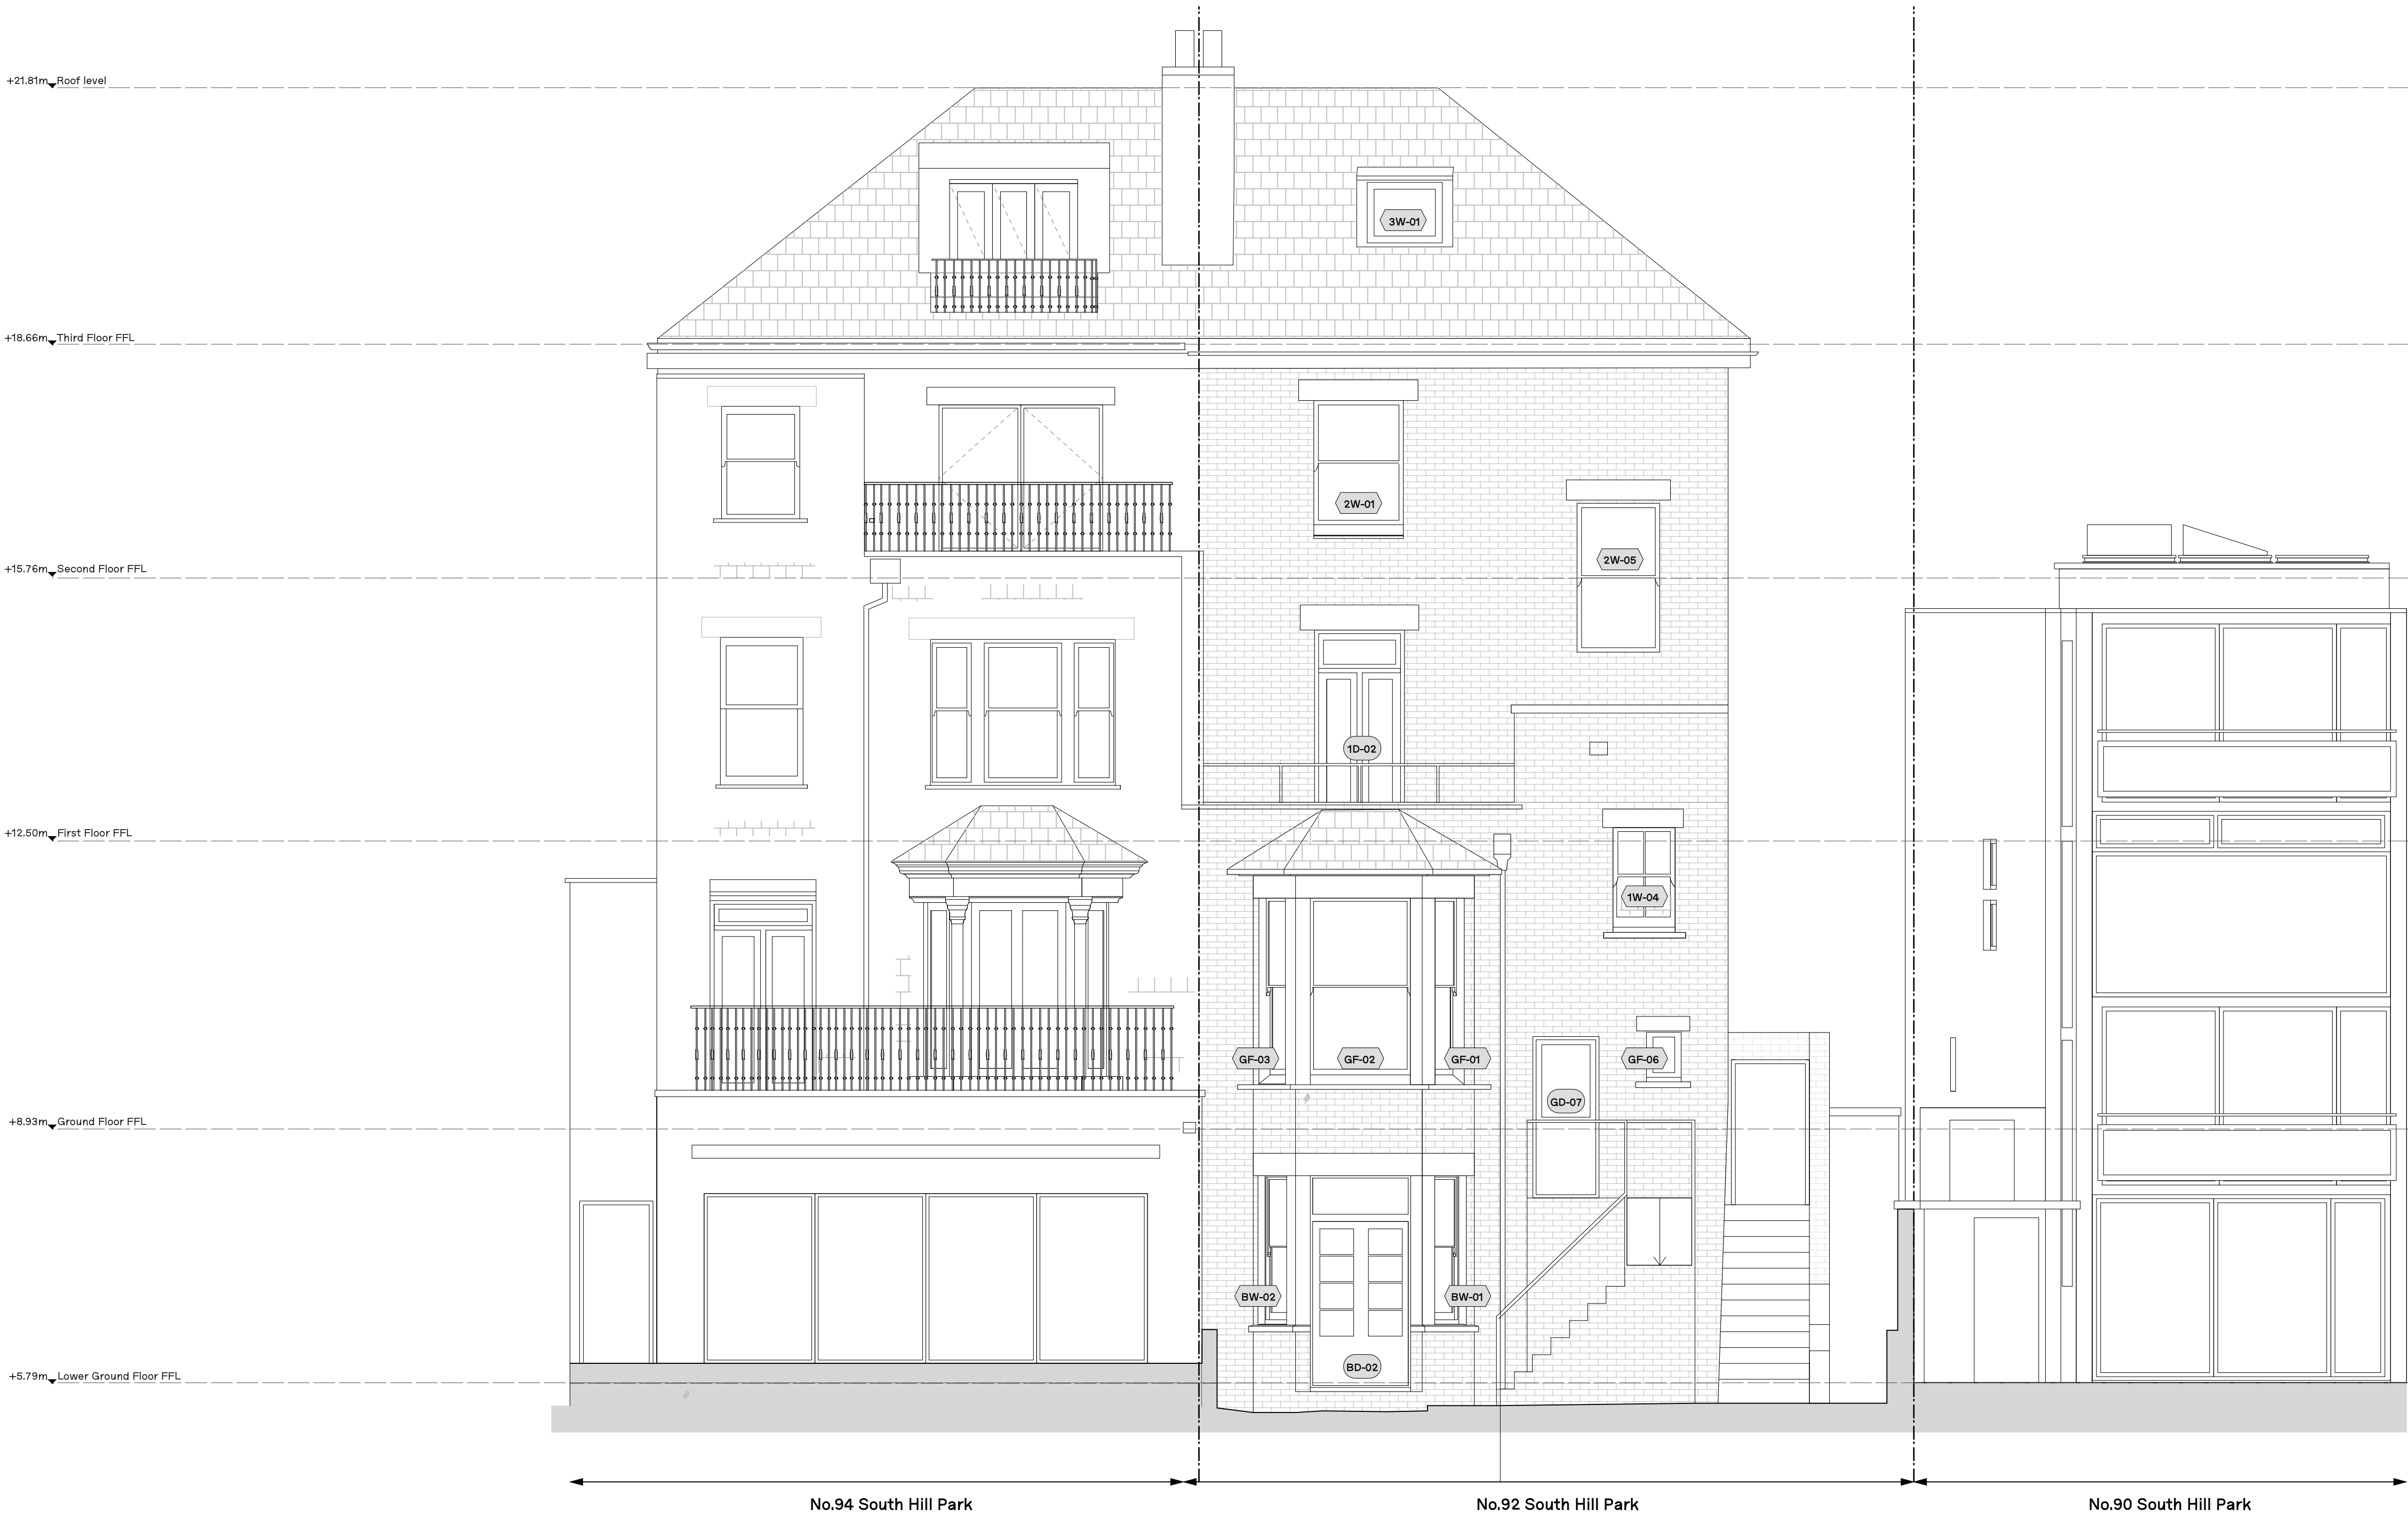 +21.81m Roof level
3W-01
+18.66m Third Floor FFL
2W-01
2W-05
+15.76m Second Floor FFL
1D-02
+12.50m First Floor FFL
1W-04
GF-03 GF-02 GF-01 GF-06
GD-07
+8.93m Ground Floor FFL
BW-02 BW-01
BD-02
+5.79m Lower Ground Floor FFL
No.94 South Hill Park No.92 South Hill Park No.90 South Hill Park